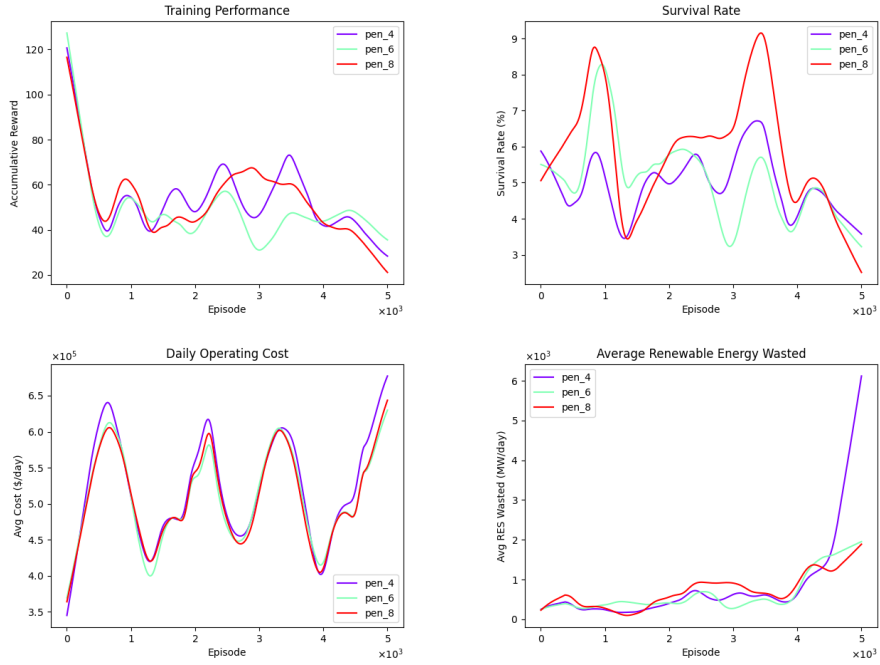 Training Performance
Accumulative Reward
120
100
80
60
40
20
pen_4
pen_6
pen_8
0 1 2 3 4 5
Episode
×10³
Survival Rate
Survival Rate (%)
9
8
7
6
5
4
3
pen_4
pen_6
pen_8
0 1 2 3 4 5
Episode
×10³
Daily Operating Cost
×10⁵
Avg Cost ($/day)
6.5
6.0
5.5
5.0
4.5
4.0
3.5
pen_4
pen_6
pen_8
0 1 2 3 4 5
Episode
×10³
Average Renewable Energy Wasted
×10³
Avg RES Wasted (MW/day)
6
5
4
3
2
1
0
pen_4
pen_6
pen_8
0 1 2 3 4 5
Episode
×10³